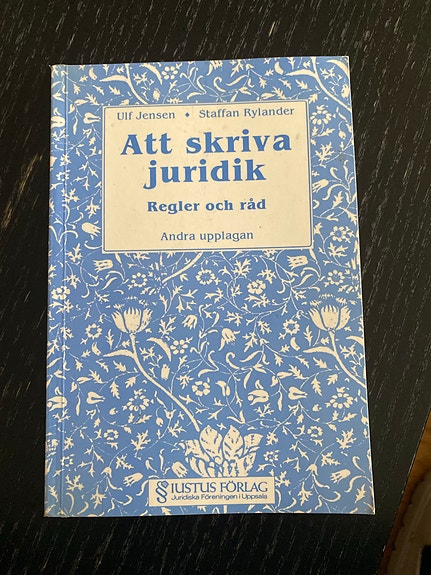 Ulf Jensen • Staffan Rylander
Att skriva
juridik
Regler och råd
Andra upplagan
§ IUSTUS FÖRLAG
Juridiska Föreningen i Uppsala